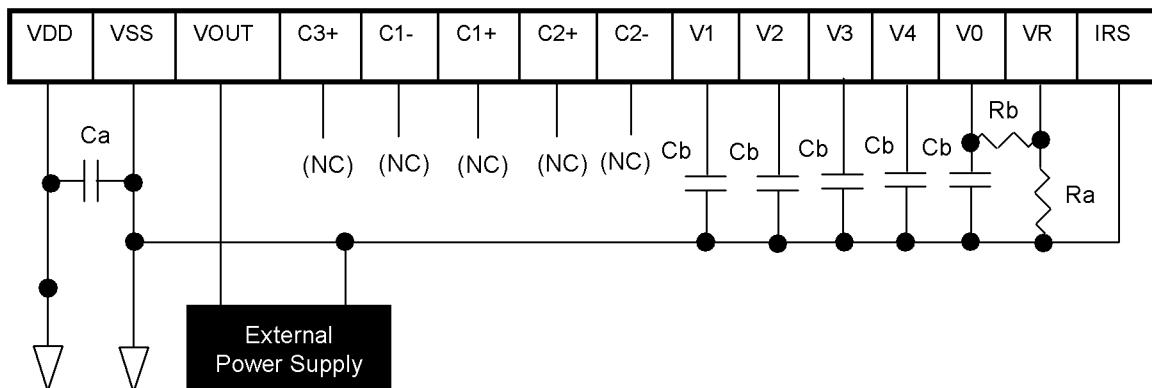 VDD VSS VOUT C3+ C1- C1+ C2+ C2- V1 V2 V3 V4 V0 VR IRS
Ca
Rb
(NC) (NC) (NC) (NC) (NC) Cb Cb Cb Cb Cb
Ra
External
Power Supply